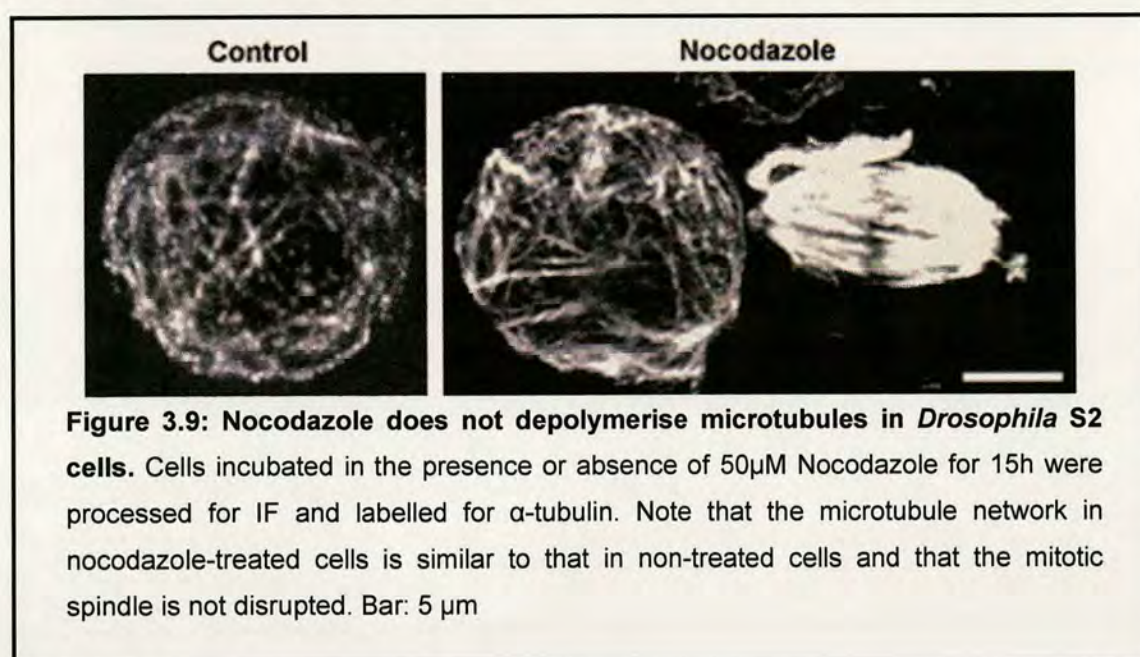 Control Nocodazole
Figure 3.9: Nocodazole does not depolymerise microtubules in Drosophila S2
cells. Cells incubated in the presence or absence of 50µM Nocodazole for 15h were
processed for IF and labelled for α-tubulin. Note that the microtubule network in
nocodazole-treated cells is similar to that in non-treated cells and that the mitotic
spindle is not disrupted. Bar: 5 µm